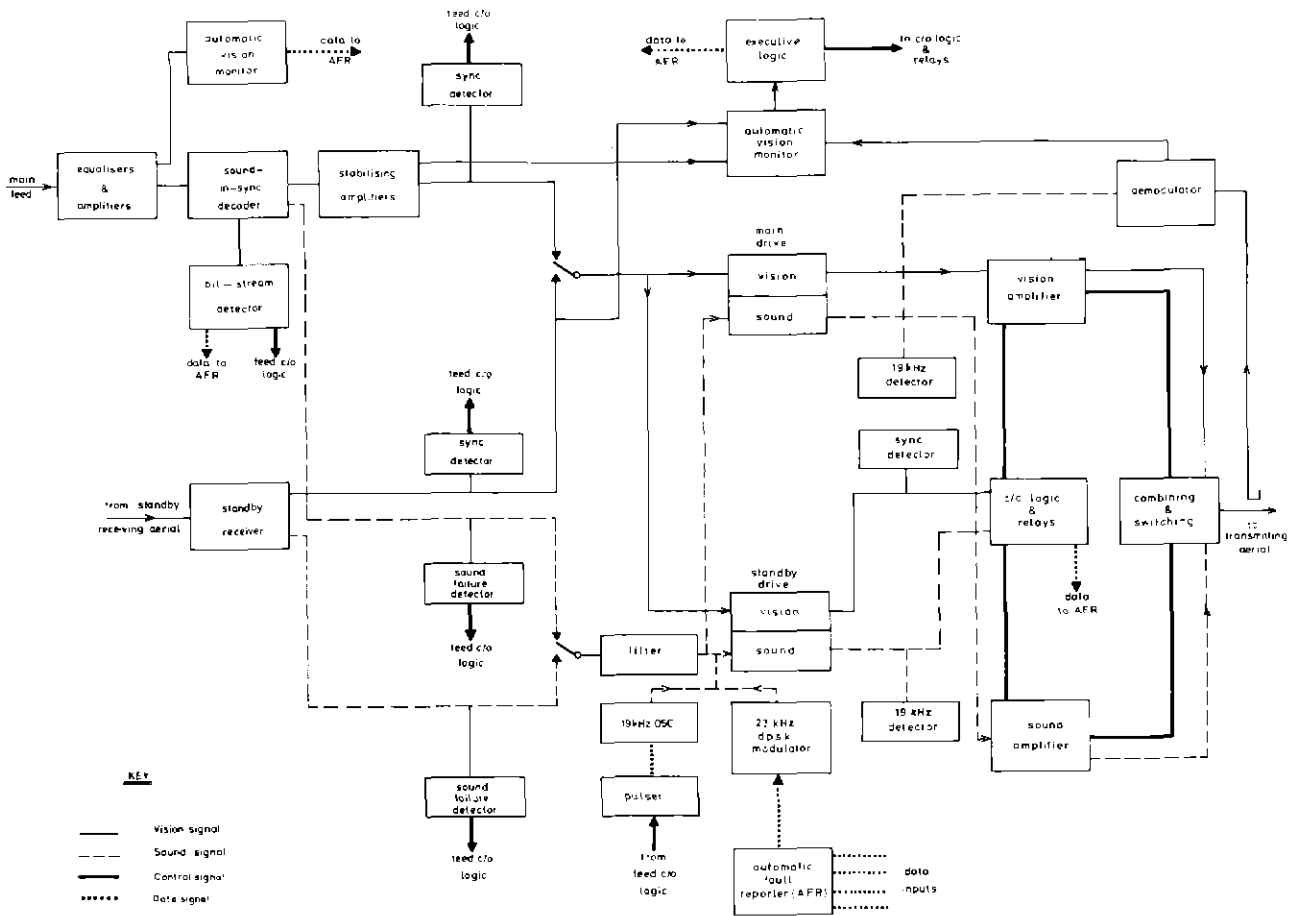 feed c/o
logic
automatic
vision
monitor
data to
AFR
sync
detector
data to
AFR
executive
logic
to c/o logic
&
relays
main
feed
equalisers
&
amplifiers
sound-
in-sync
decoder
stabilising
amplifiers
automatic
vision
monitor
demodulator
bit - stream
detector
data to
AFR
feed c/o
logic
main
drive
vision
sound
vision
amplifier
19 kHz
detector
feed c/o
logic
sync
detector
sync
detector
from standby
receiving aerial
standby
receiver
c/o logic
&
relays
combining
&
switching
to
transmitting
aerial
sound
failure
detector
feed c/o
logic
standby
drive
vision
sound
data
to AFR
filter
19kHz OSC
23 kHz
d.p.s.k
modulator
19 kHz
detector
sound
amplifier
pulser
from
feed c/o
logic
sound
failure
detector
feed c/o
logic
automatic
fault
reporter (AFR)
data
inputs
KEY
Vision signal
Sound signal
Control signal
Data signal